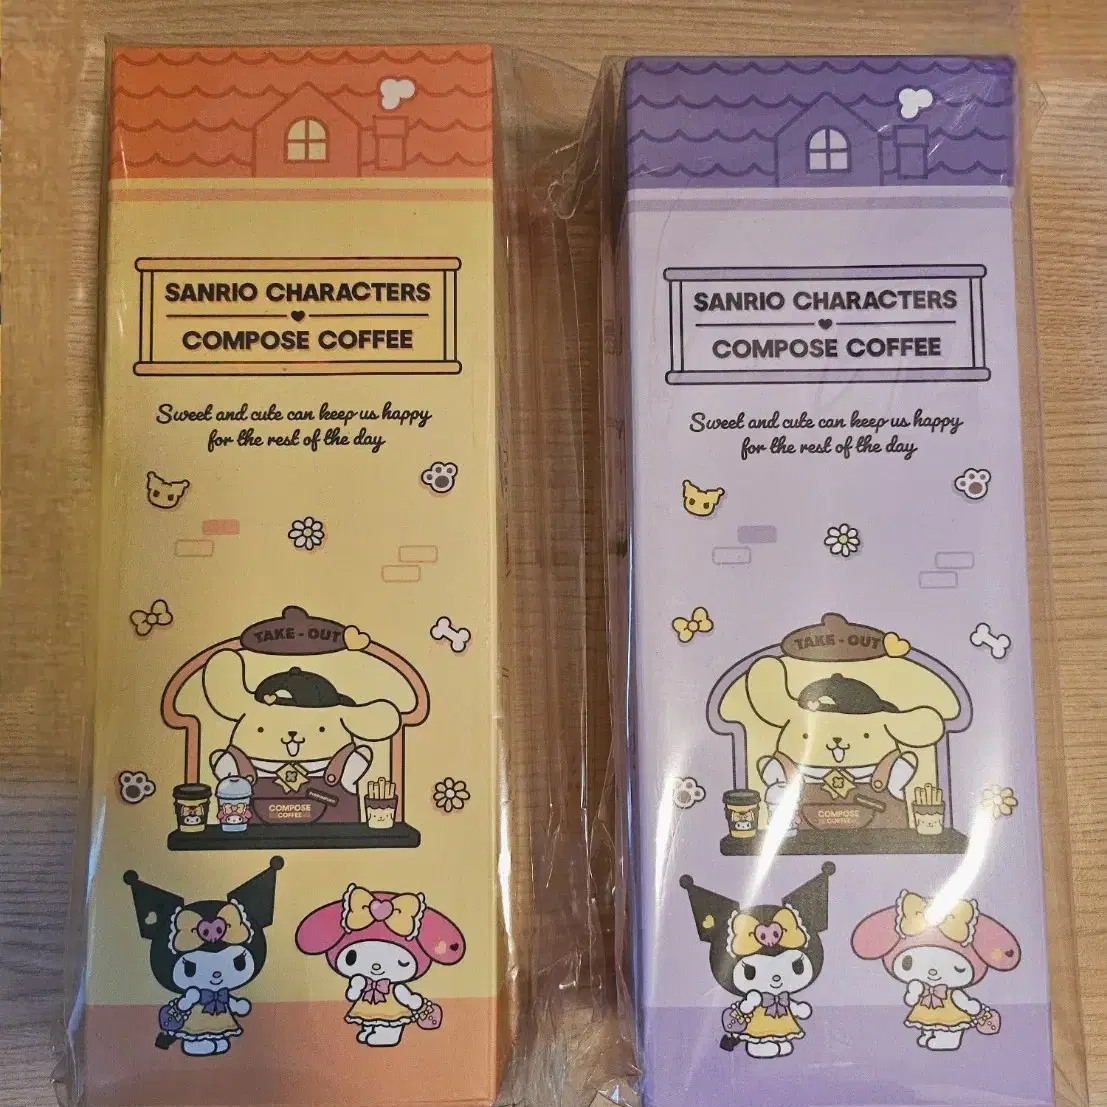 SANRIO CHARACTERS
COMPOSE COFFEE
Sweet and cute can keep us happy
for the rest of the day
TAKE-OUT
COMPOSE
COFFEE
SANRIO CHARACTERS
COMPOSE COFFEE
Sweet and cute can keep us happy
for the rest of the day
TAKE-OUT
COMPOSE
COFFEE